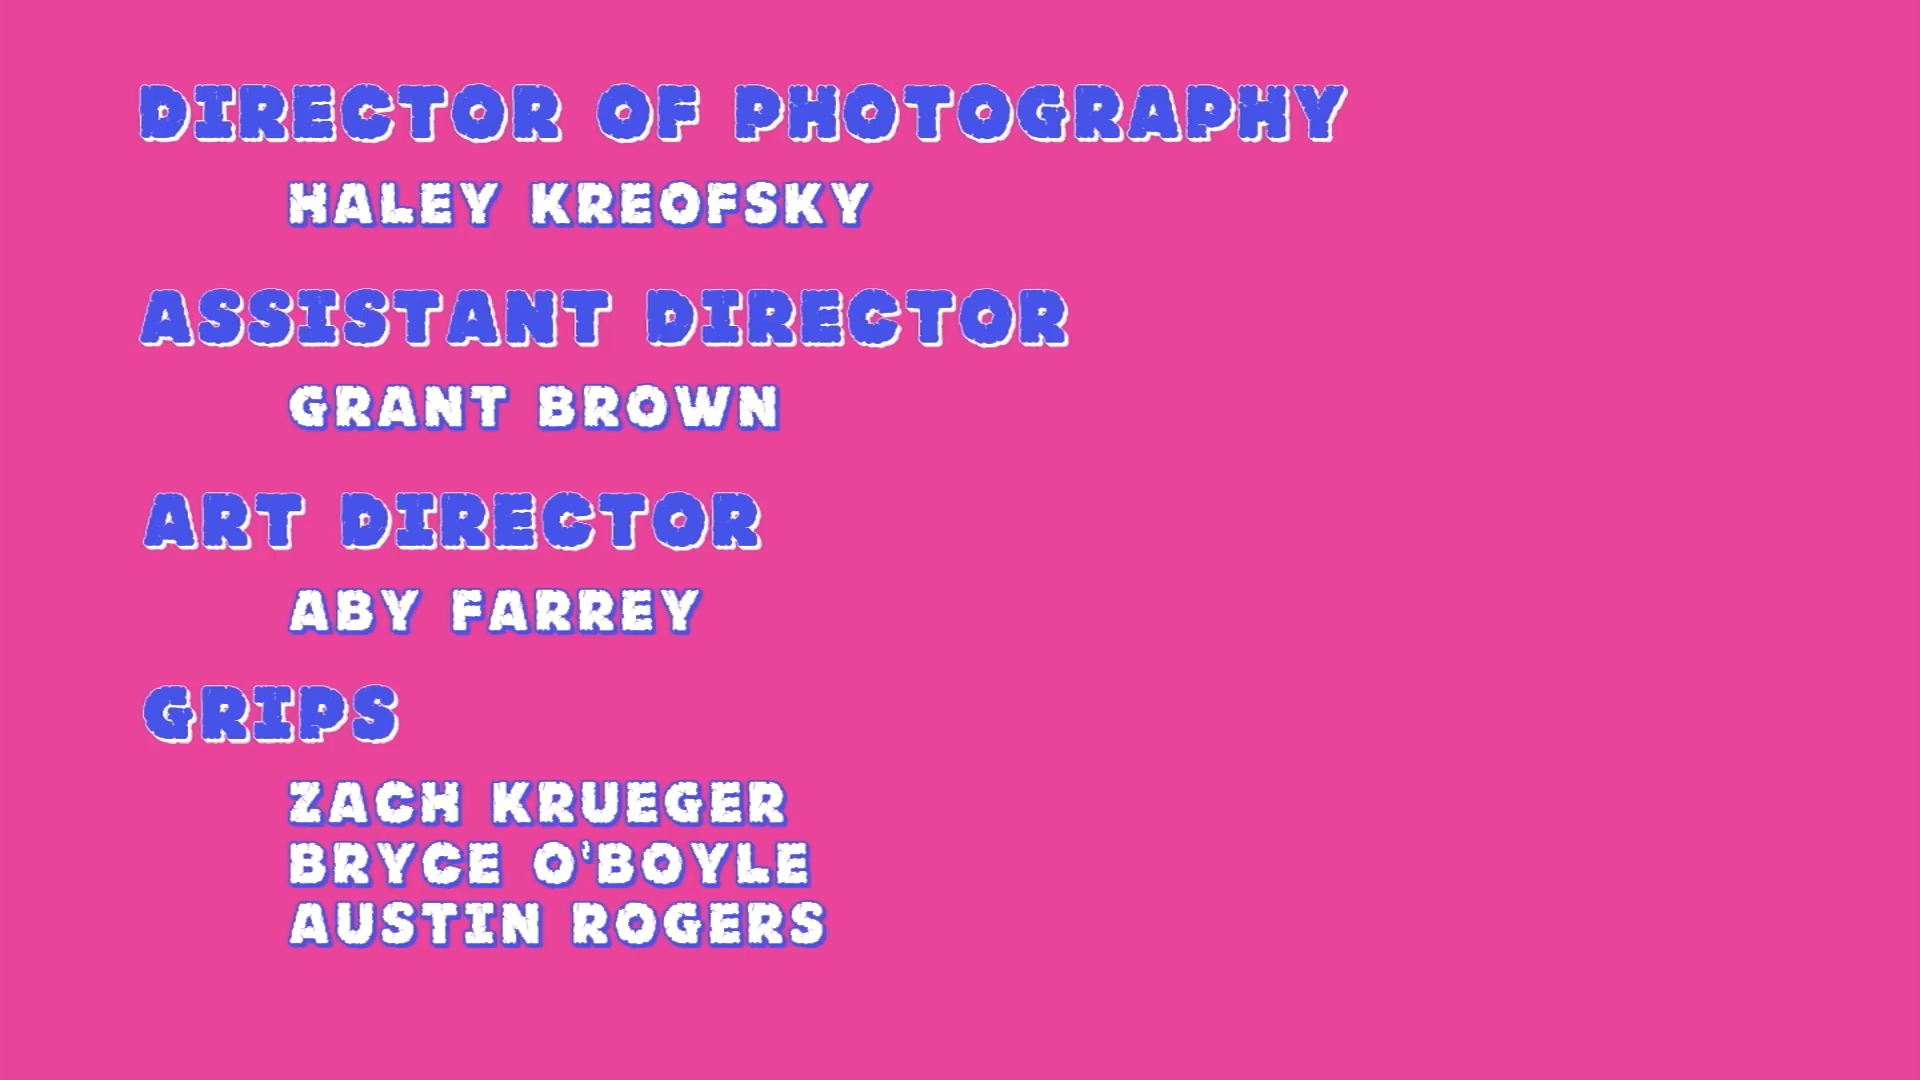 DIRECTOR OF PHOTOGRAPHY
HALEY KREOFSKY
ASSISTANT DIRECTOR
GRANT BROWN
ART DIRECTOR
ABY FARREY
GRIPS
ZACH KRUEGER
BRYCE O'BOYLE
AUSTIN ROGERS